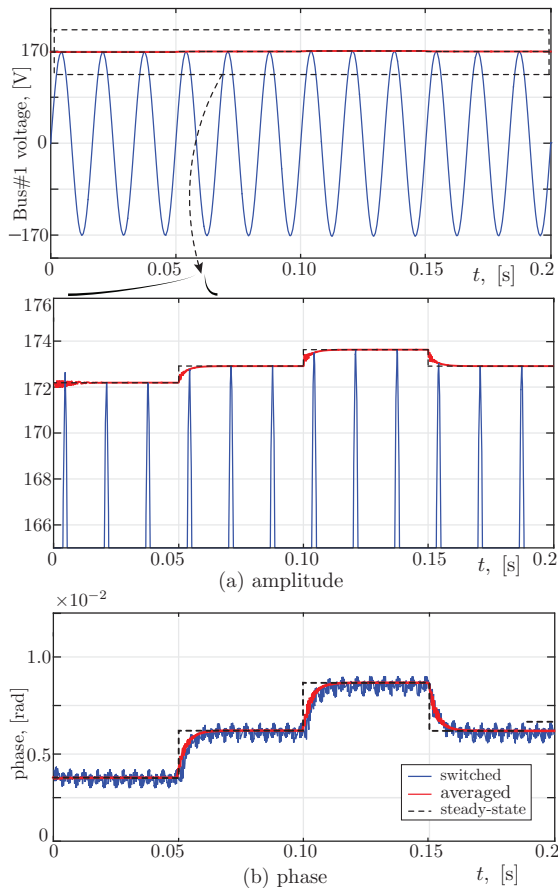 Bus#1 voltage, [V]
170
0
−170
0
0.05
0.10
0.15
0.2
t, [s]
176
174
172
170
168
166
0
0.05
0.10
0.15
0.2
(a) amplitude
t, [s]
×10⁻²
phase, [rad]
1.0
0.5
0
switched
averaged
steady-state
0
0.05
0.10
0.15
0.2
(b) phase
t, [s]